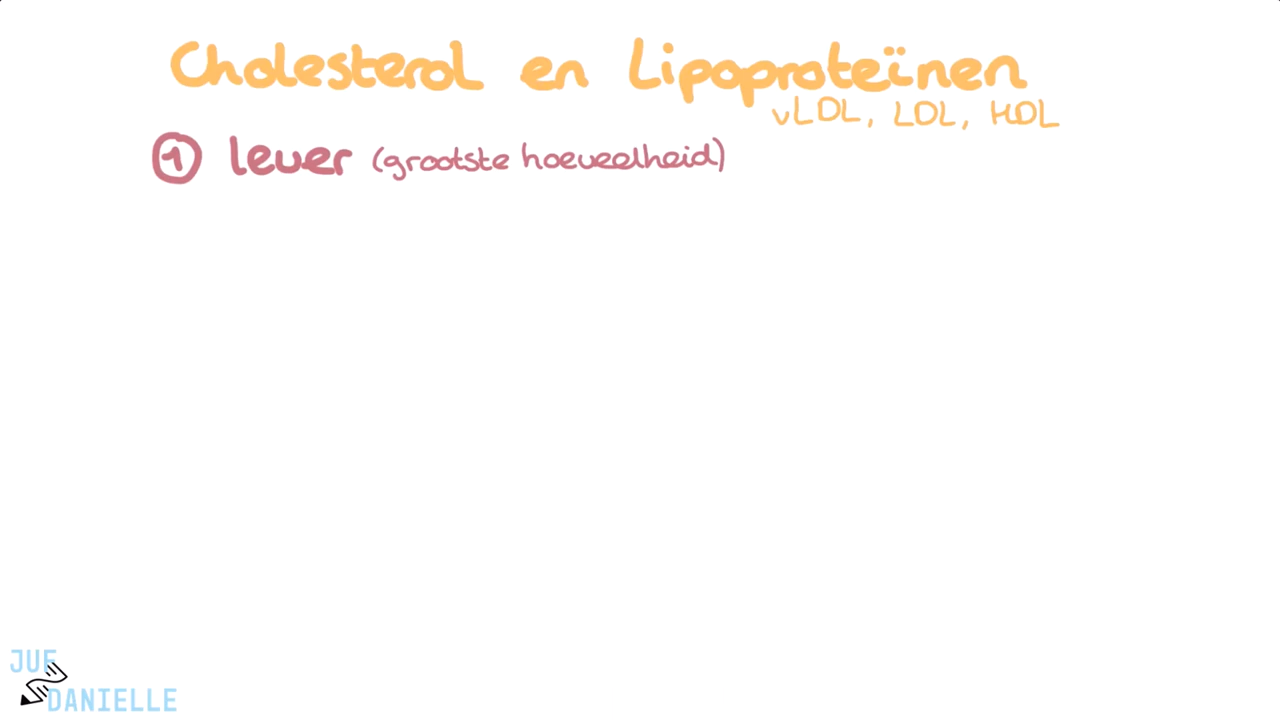 Cholesterol en Lipoproteïnen
vLDL, LDL, HDL
① lever (grootste hoeveelheid)
JUF
DANIELLE